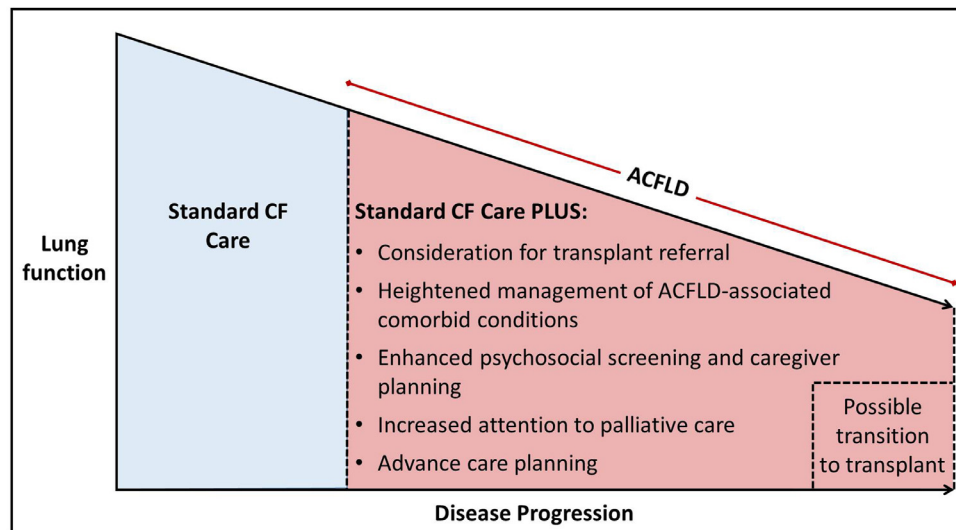 ACFLD
Standard CF
Care
Lung
function
Standard CF Care PLUS:
• Consideration for transplant referral
• Heightened management of ACFLD-associated
comorbid conditions
• Enhanced psychosocial screening and caregiver
planning
• Increased attention to palliative care
• Advance care planning
Possible
transition
to transplant
Disease Progression